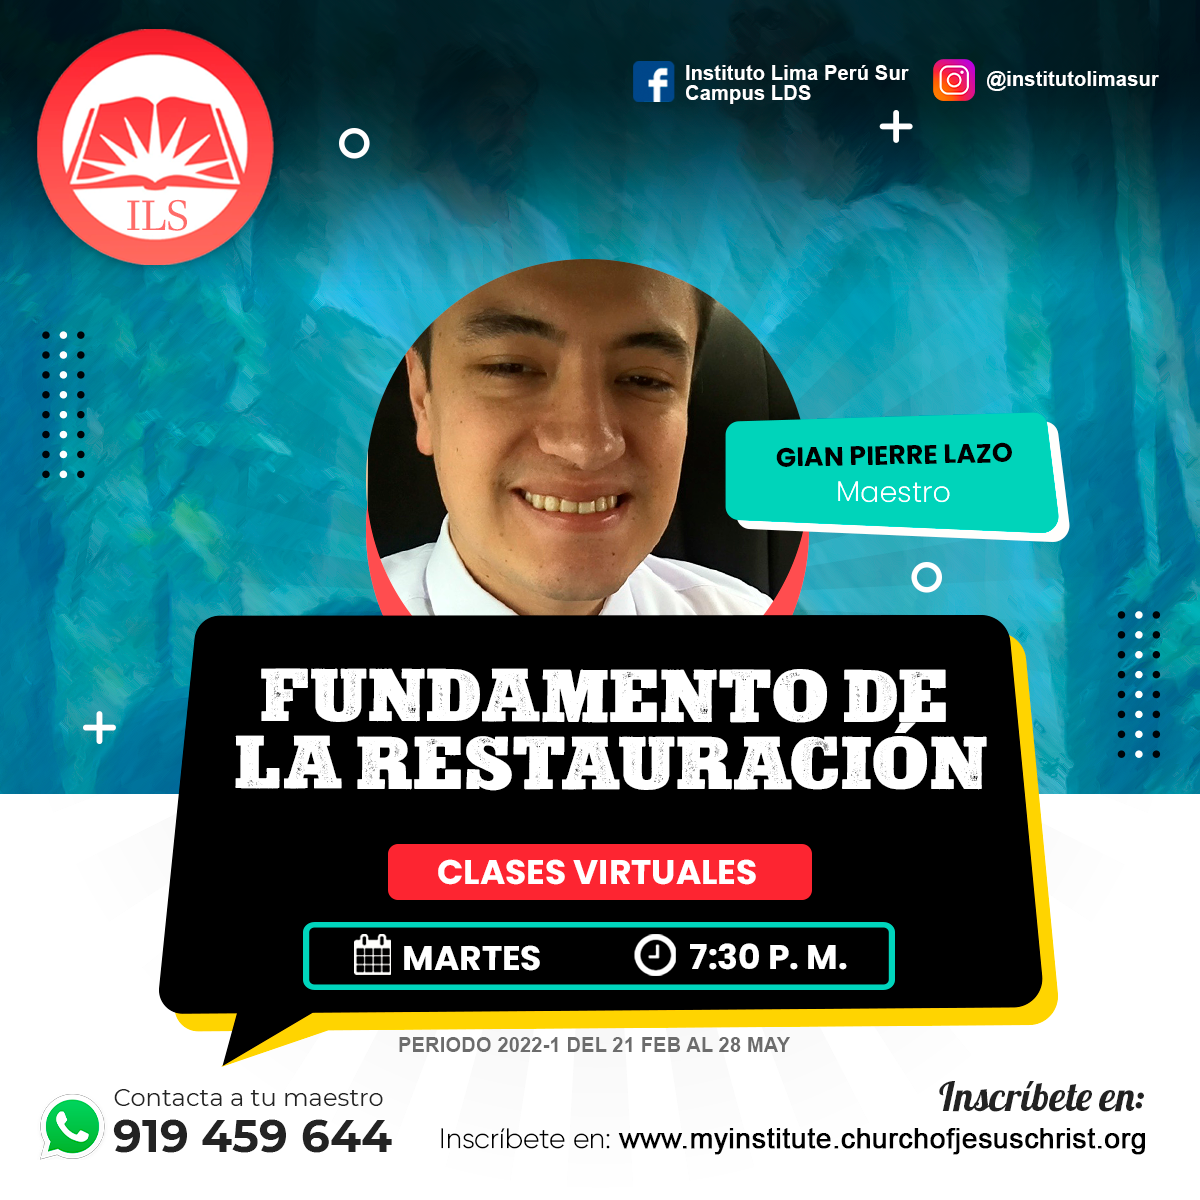 ILS
Instituto Lima Perú Sur
Campus LDS
@institutolimasur
GIAN PIERRE LAZO
Maestro
FUNDAMENTO DE
LA RESTAURACIÓN
CLASES VIRTUALES
MARTES
7:30 P. M.
PERIODO 2022-1 DEL 21 FEB AL 28 MAY
Contacta a tu maestro
919 459 644
Inscríbete en:
Inscríbete en: www.myinstitute.churchofjesuschrist.org